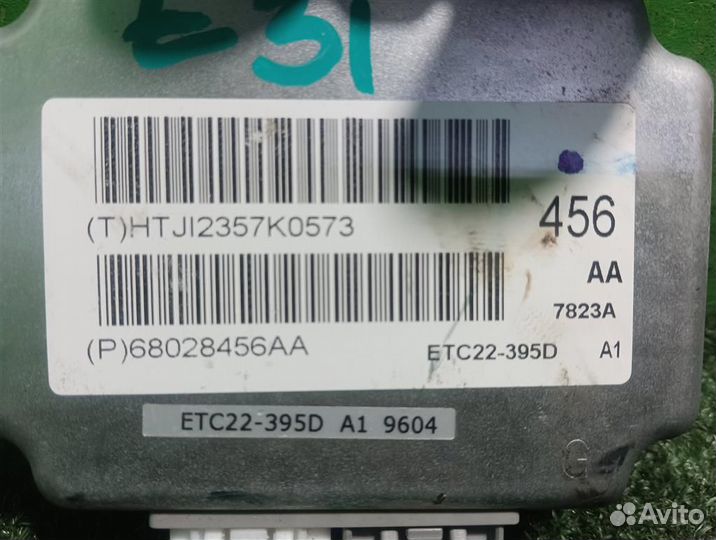 E31
(T)HTJI2357K0573
456
AA
7823A
(P)68028456AA
ETC22-395D A1
ETC22-395D A1 9604
G
Avito